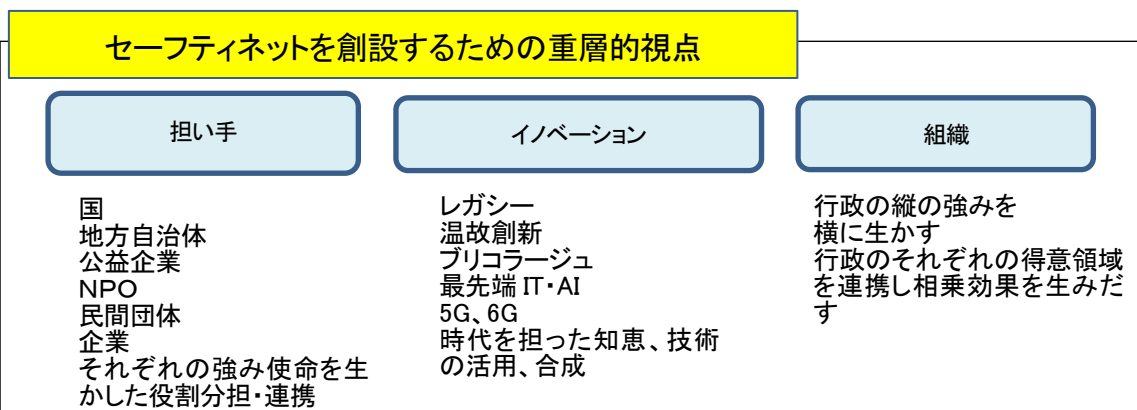 セーフティネットを創設するための重層的視点
担い手
国
地方自治体
公益企業
NPO
民間団体
企業
それぞれの強み使命を生
かした役割分担・連携
イノベーション
レガシー
温故創新
ブリコラージュ
最先端 IT・AI
5G、6G
時代を担った知恵、技術
の活用、合成
組織
行政の縦の強みを
横に生かす
行政のそれぞれの得意領域
を連携し相乗効果を生みだ
す